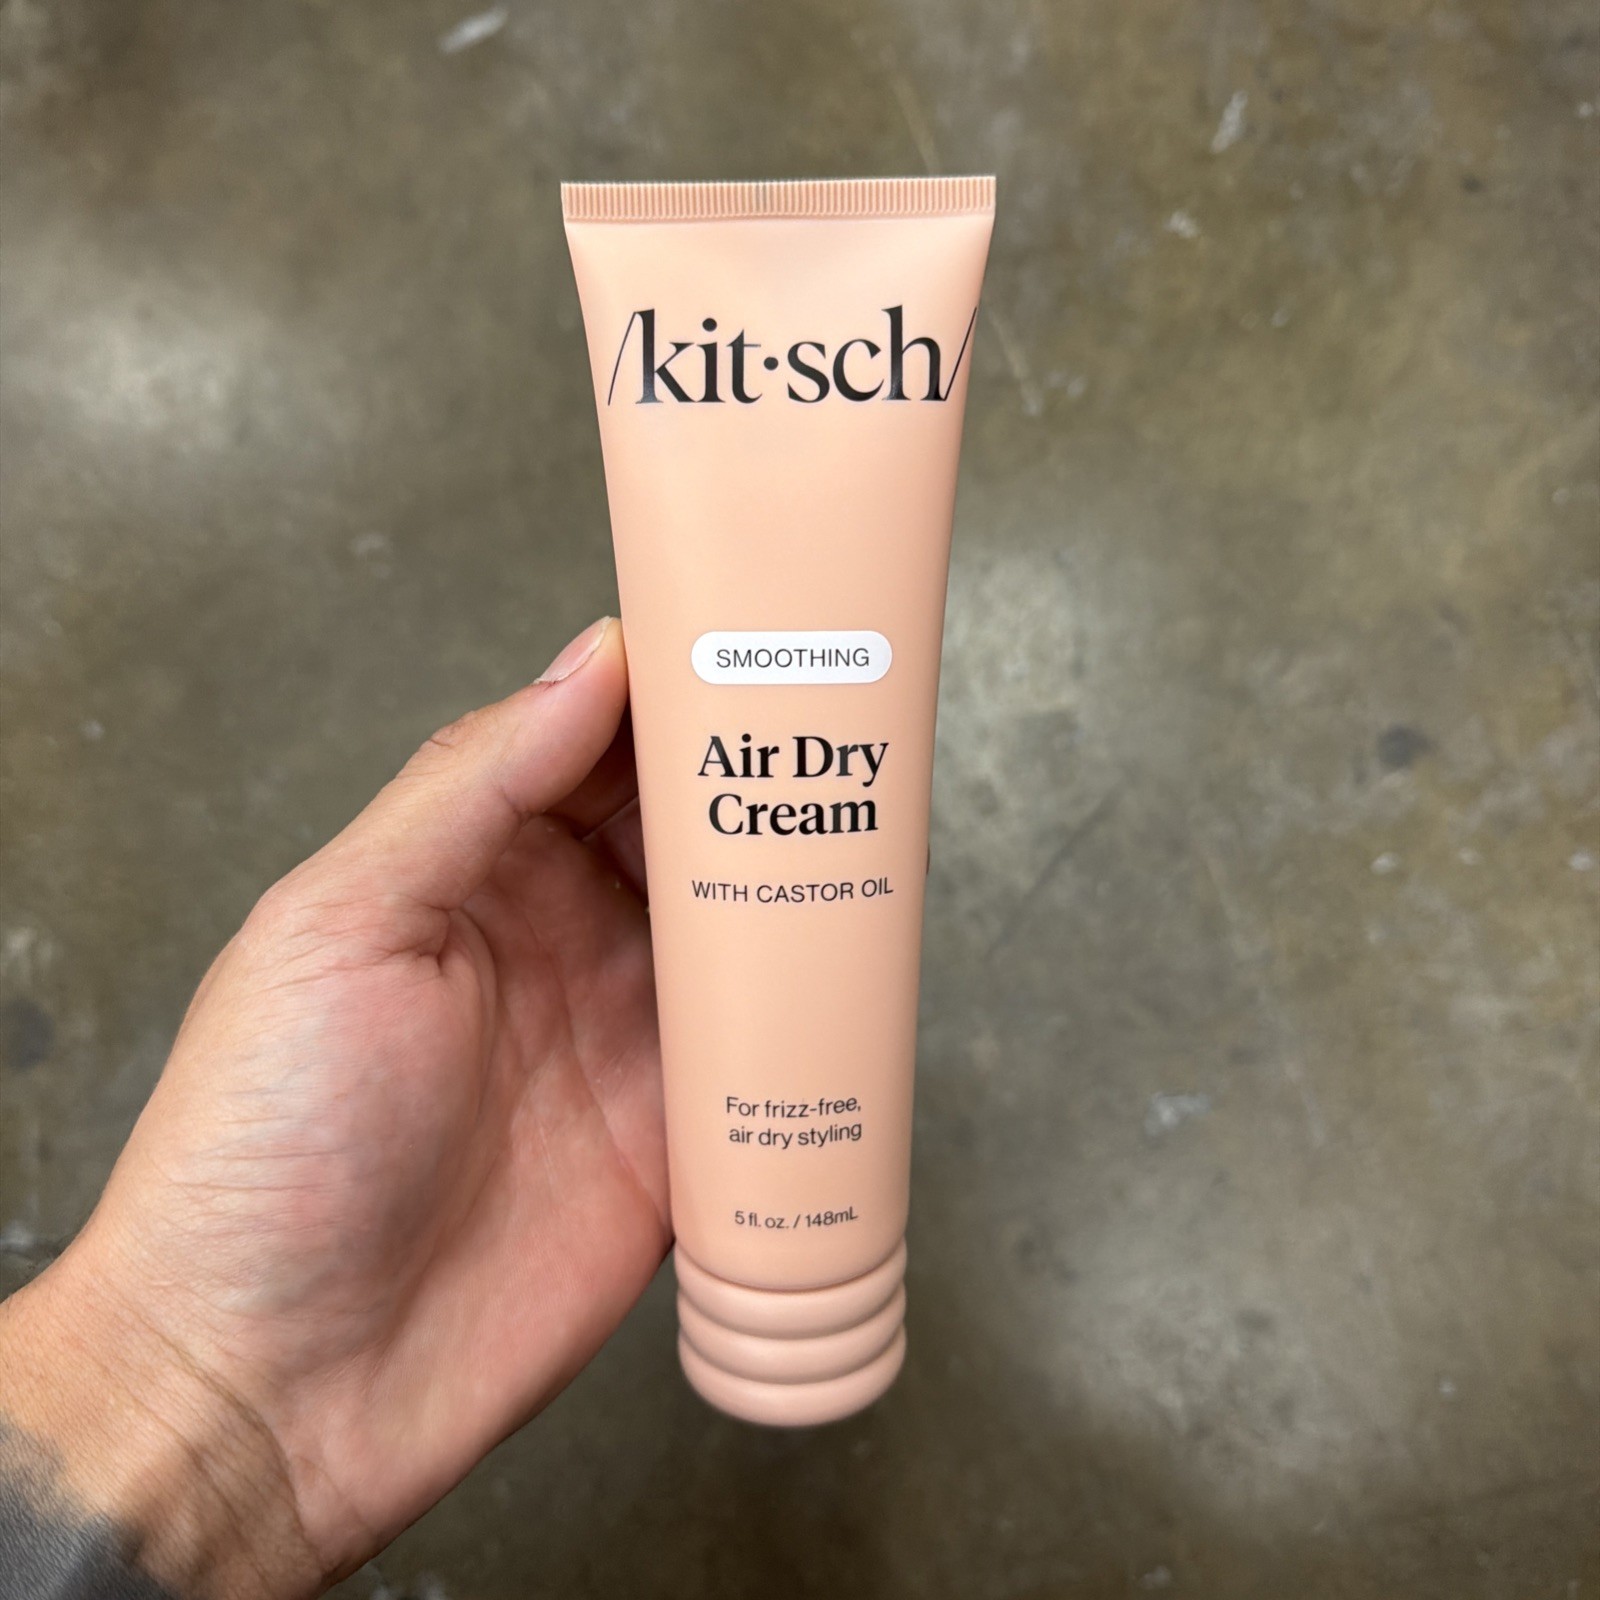 /kit·sch/
SMOOTHING
Air Dry
Cream
WITH CASTOR OIL
For frizz-free,
air dry styling
5 fl. oz. / 148mL